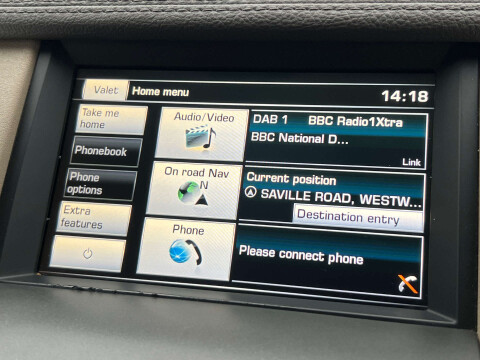 Valet Home menu 14:18
Take me
home
Phonebook
Phone
options
Extra
features
Audio/Video
On road Nav
N
Phone
DAB 1 BBC Radio1Xtra
BBC National D...
Link
Current position
SAVILLE ROAD, WESTW...
Destination entry
Please connect phone